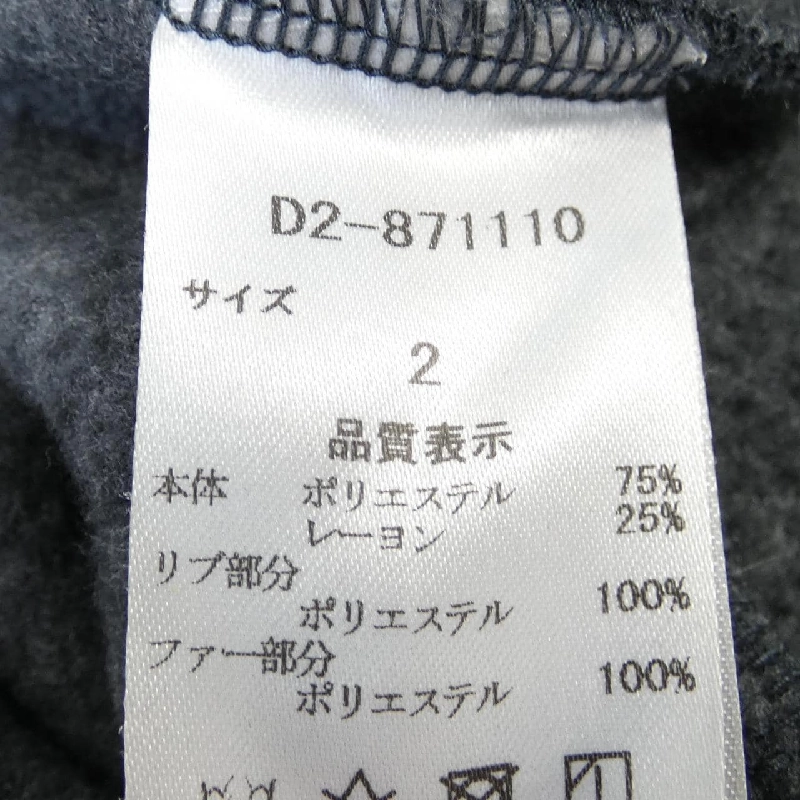 D2-871110
サイズ
2
品質表示
本体 ポリエステル 75%
レーヨン 25%
リブ部分
ポリエステル 100%
ファー部分
ポリエステル 100%